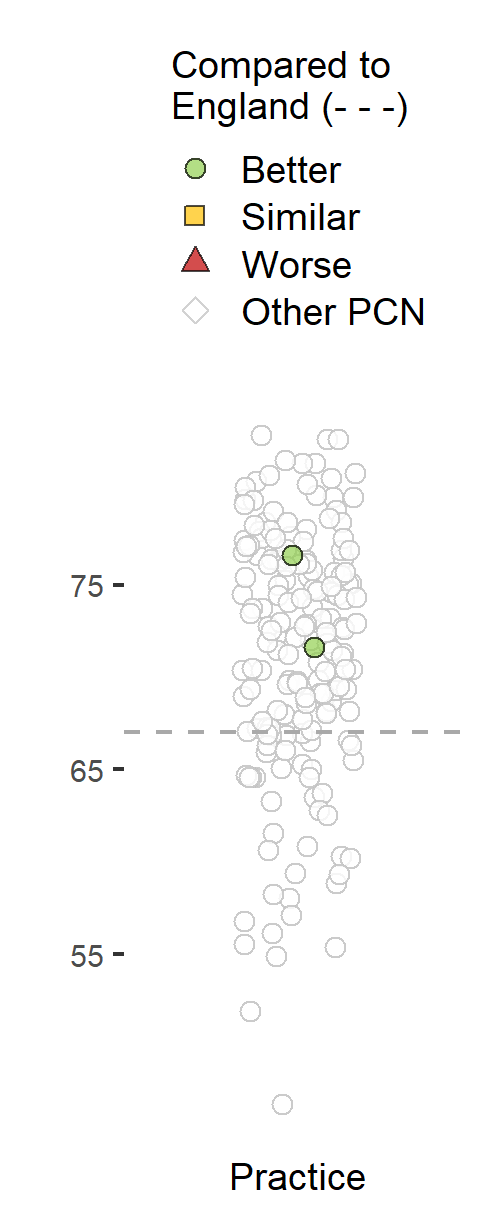 Compared to
England (- - -)
Better
Similar
Worse
Other PCN
75
65
55
Practice